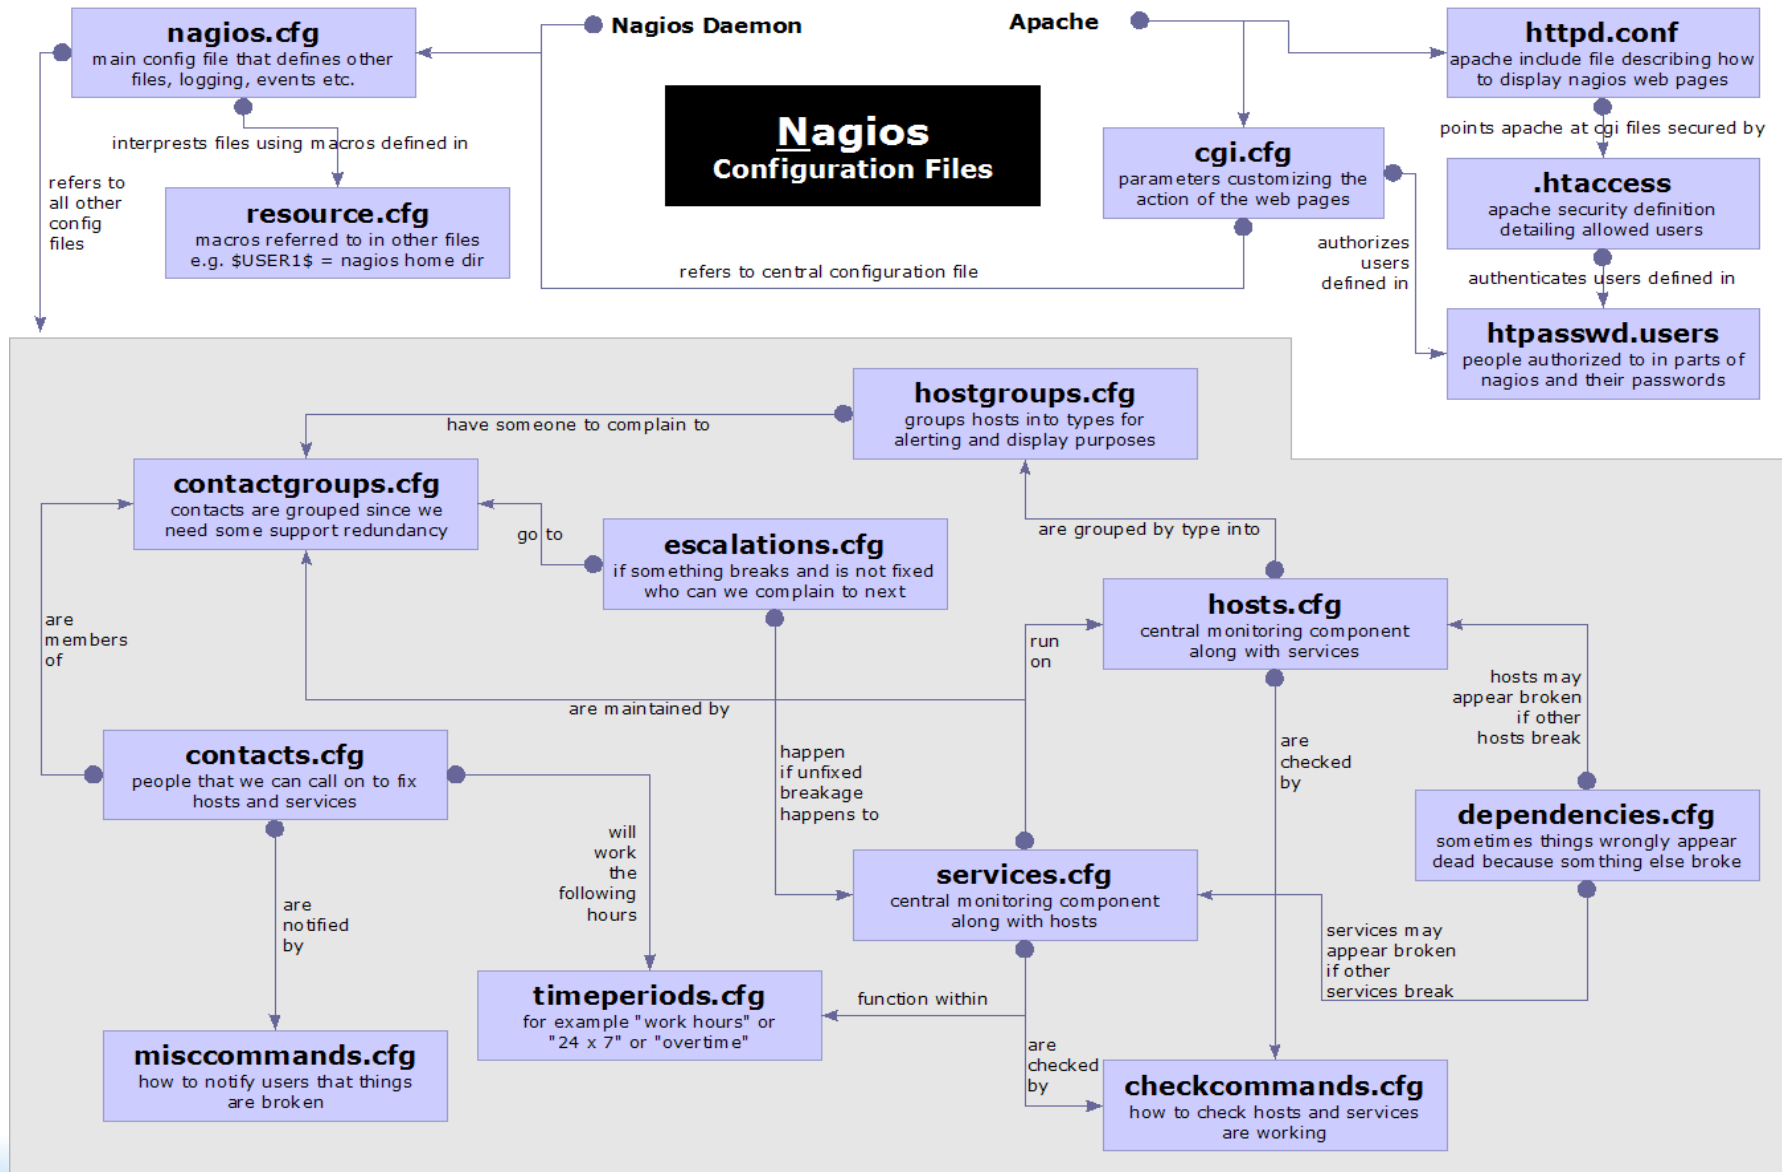 nagios.cfg
main config file that defines other
files, logging, events etc.
Nagios Daemon
Apache
httpd.conf
apache include file describing how
to display nagios web pages
Nagios
Configuration Files
interprests files using macros defined in
points apache at cgi files secured by
cgi.cfg
parameters customizing the
action of the web pages
refers to
all other
config
files
resource.cfg
macros referred to in other files
e.g. $USER1$ = nagios home dir
.htaccess
apache security definition
detailing allowed users
refers to central configuration file
authorizes
users
defined in
authenticates users defined in
htpasswd.users
people authorized to in parts of
nagios and their passwords
hostgroups.cfg
groups hosts into types for
alerting and display purposes
have someone to complain to
contactgroups.cfg
contacts are grouped since we
need some support redundancy
go to
escalations.cfg
if something breaks and is not fixed
who can we complain to next
are grouped by type into
hosts.cfg
central monitoring component
along with services
are
members
of
run
on
are maintained by
hosts may
appear broken
if other
hosts break
contacts.cfg
people that we can call on to fix
hosts and services
happen
if unfixed
breakage
happens to
are
checked
by
dependencies.cfg
sometimes things wrongly appear
dead because somthing else broke
will
work
the
following
hours
services.cfg
central monitoring component
along with hosts
are
notified
by
services may
appear broken
if other
services break
timeperiods.cfg
for example "work hours" or
"24 x 7" or "overtime"
function within
misccommands.cfg
how to notify users that things
are broken
are
checked
by
checkcommands.cfg
how to check hosts and services
are working